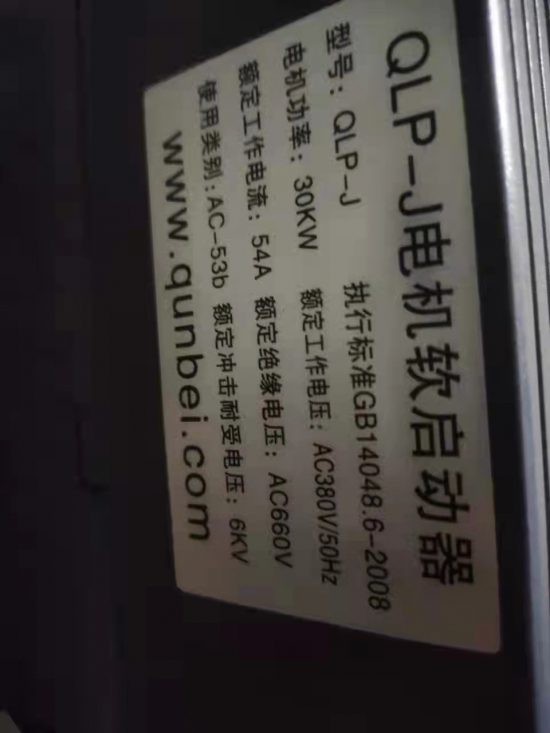 QLP-J电机软启动器
型号：QLP-J 执行标准GB14048.6-2008
电机功率：30KW 额定工作电压：AC380V/50Hz
额定工作电流：54A 额定绝缘电压：AC660V
使用类别：AC-53b 额定冲击耐受电压：6KV
www.qunbei.com